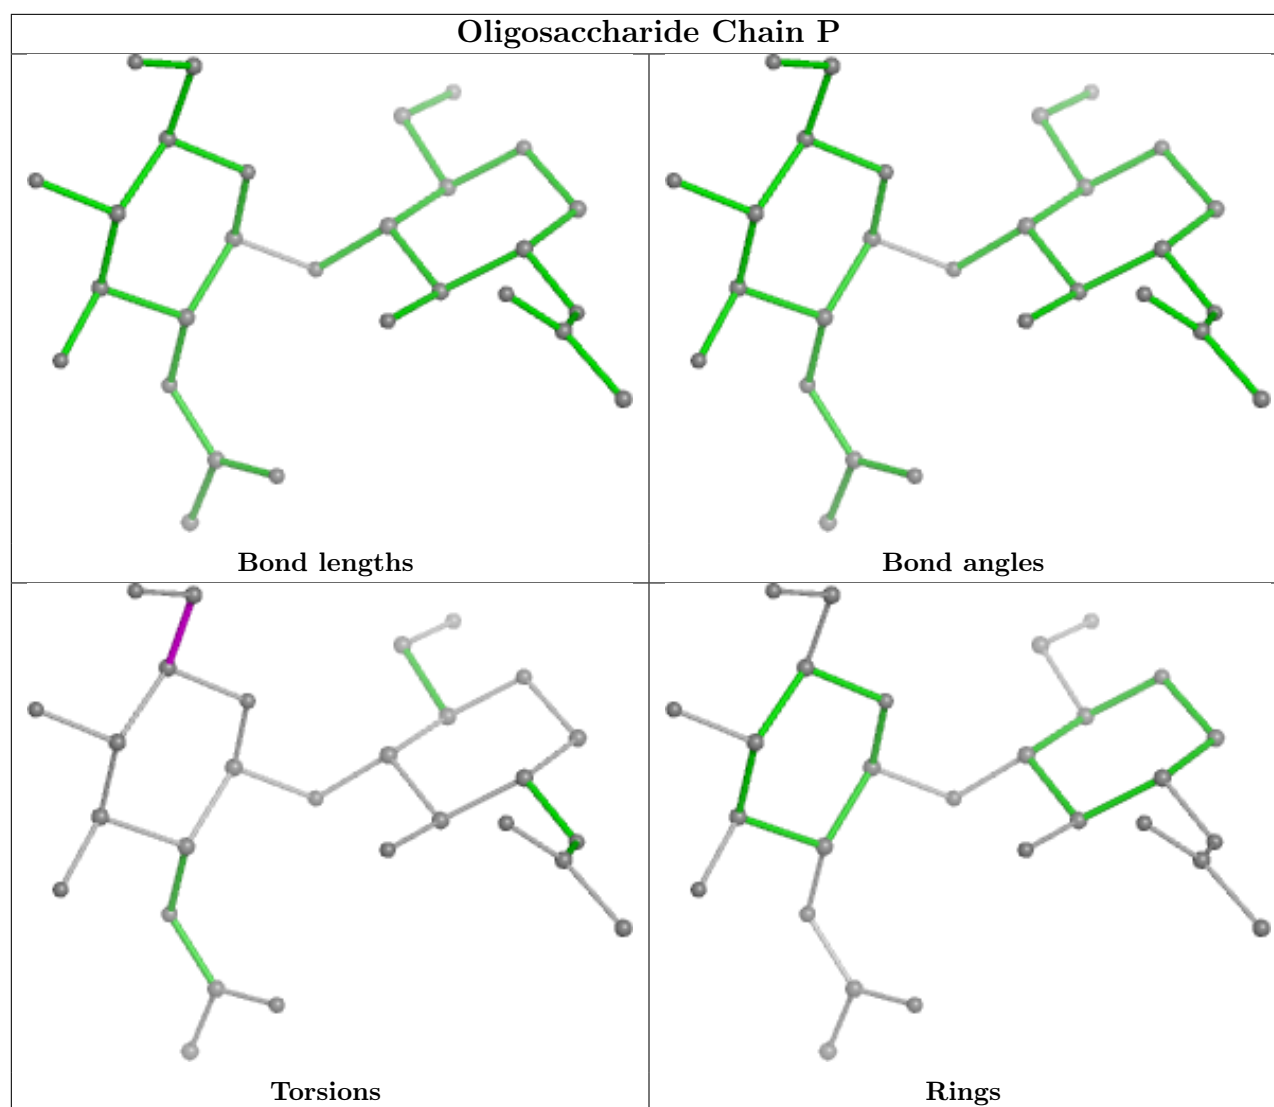 Oligosaccharide Chain P
Bond lengths
Bond angles
Torsions
Rings